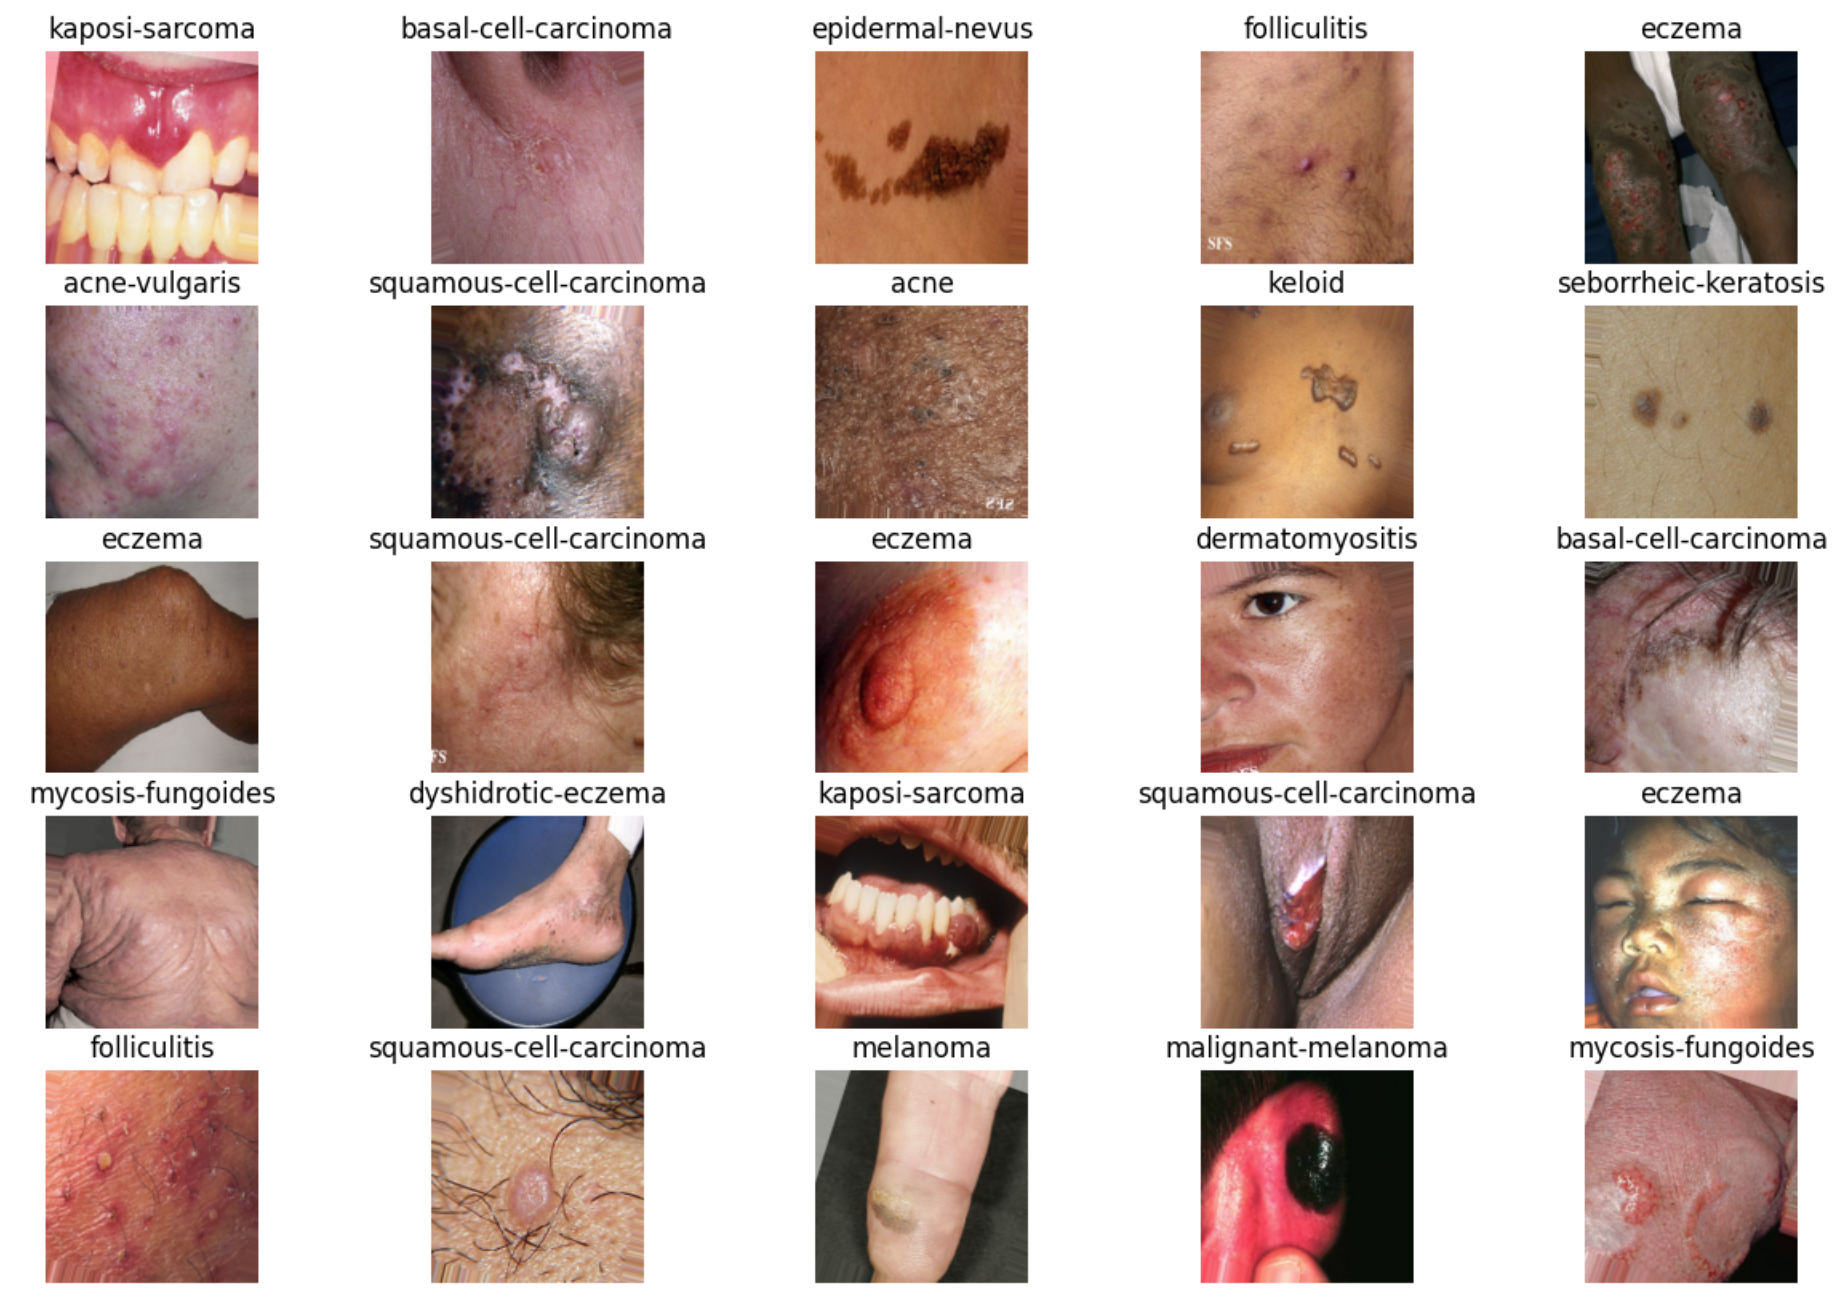 kaposi-sarcoma
basal-cell-carcinoma
epidermal-nevus
folliculitis
eczema
SFS
acne-vulgaris
squamous-cell-carcinoma
acne
keloid
seborrheic-keratosis
eczema
squamous-cell-carcinoma
eczema
dermatomyositis
basal-cell-carcinoma
FS
mycosis-fungoides
dyshidrotic-eczema
kaposi-sarcoma
squamous-cell-carcinoma
eczema
folliculitis
squamous-cell-carcinoma
melanoma
malignant-melanoma
mycosis-fungoides